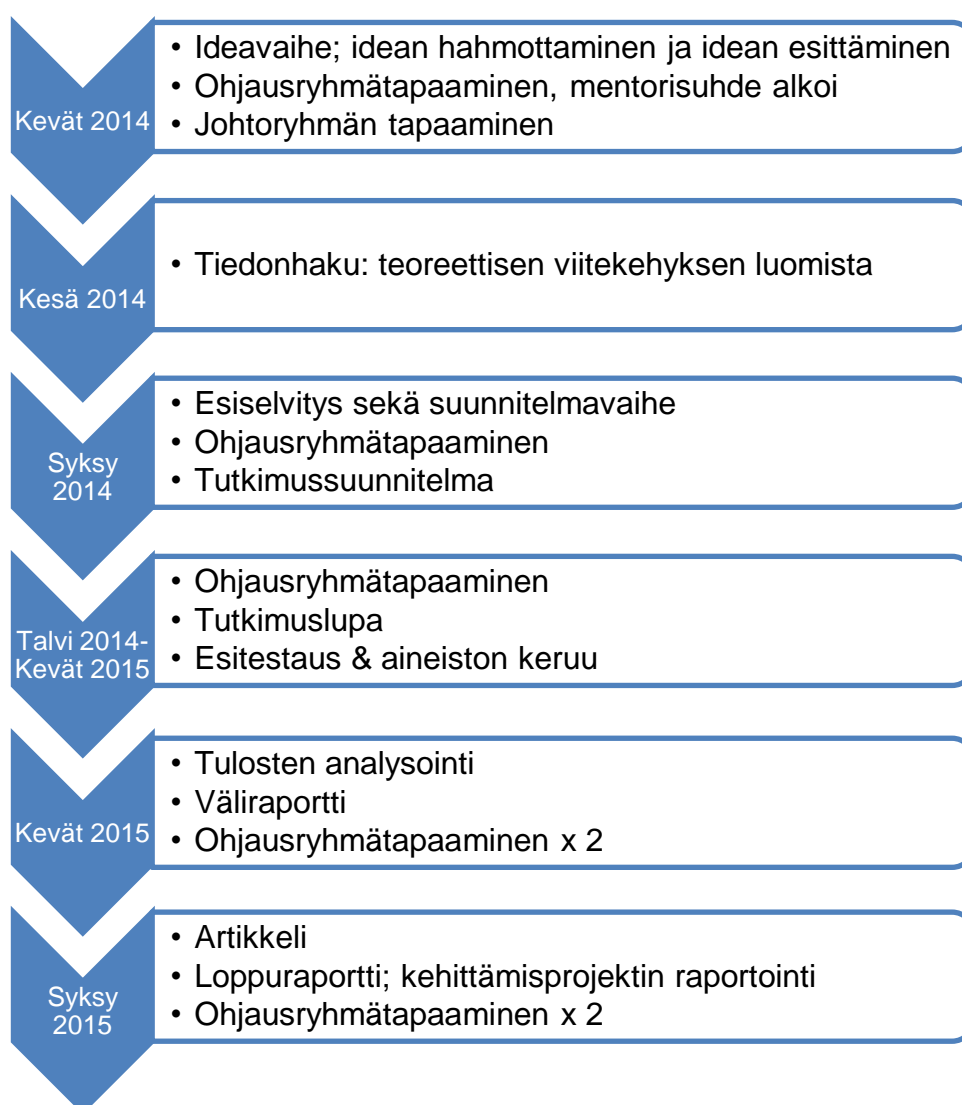 Kevät 2014
• Ideavaihe; idean hahmottaminen ja idean esittäminen
• Ohjausryhmätapaaminen, mentorisuhde alkoi
• Johtoryhmän tapaaminen
Kesä 2014
• Tiedonhaku: teoreettisen viitekehyksen luomista
Syksy
2014
• Esiselvitys sekä suunnitelmavaihe
• Ohjausryhmätapaaminen
• Tutkimussuunnitelma
Talvi 2014-
Kevät 2015
• Ohjausryhmätapaaminen
• Tutkimuslupa
• Esitestaus & aineiston keruu
Kevät 2015
• Tulosten analysointi
• Väliraportti
• Ohjausryhmätapaaminen x 2
Syksy
2015
• Artikkeli
• Loppuraportti; kehittämisprojektin raportointi
• Ohjausryhmätapaaminen x 2